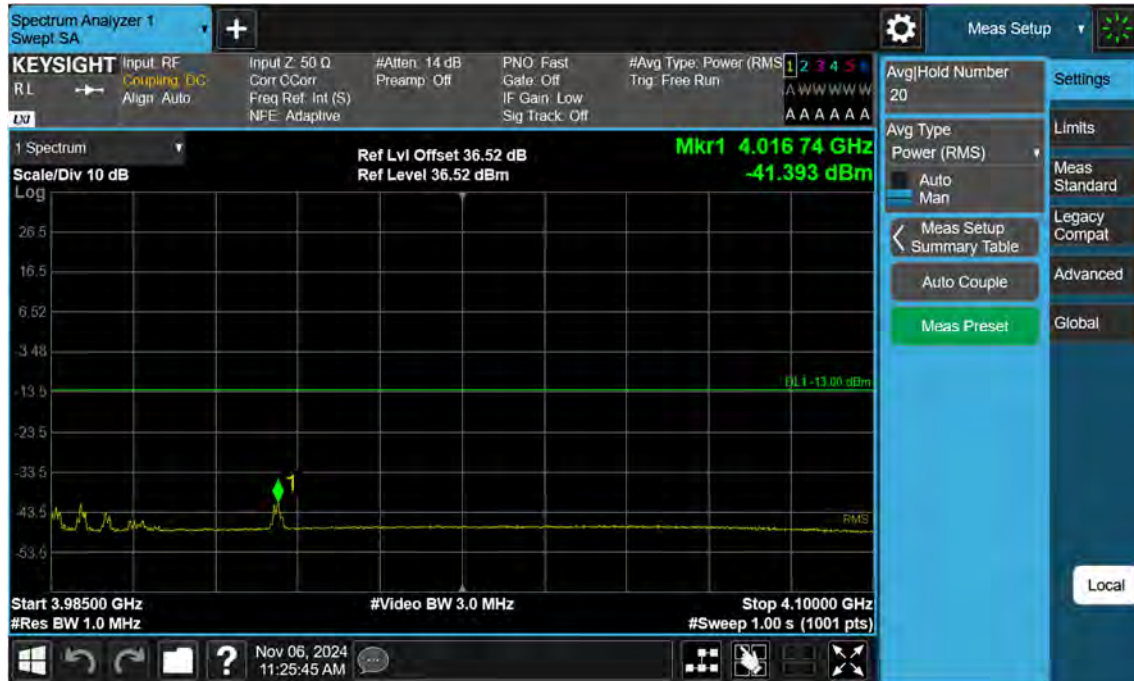 Spectrum Analyzer 1
Swept SA
+
Meas Setup
KEYSIGHT
RL
LXI
Input: RF
Coupling: DC
Align: Auto
Input Z: 50 Ω
Corr CCorr
Freq Ref: Int (S)
NFE: Adaptive
#Atten: 14 dB
Preamp: Off
PNO: Fast
Gate: Off
IF Gain: Low
Sig Track: Off
#Avg Type: Power (RMS
Trig: Free Run
1 2 3 4 5 6
A W W W W W
A A A A A A
1 Spectrum
Scale/Div 10 dB
Log
Ref Lvl Offset 36.52 dB
Ref Level 36.52 dBm
Mkr1 4.016 74 GHz
-41.393 dBm
26.5
16.5
6.52
-3.48
-13.5
-23.5
-33.5
-43.5
-53.5
DL1 -13.00 dBm
1
RMS
Start 3.98500 GHz
#Res BW 1.0 MHz
#Video BW 3.0 MHz
Stop 4.10000 GHz
#Sweep 1.00 s (1001 pts)
?
Nov 06, 2024
11:25:45 AM
Avg|Hold Number
20
Avg Type
Power (RMS)
Auto
Man
Meas Setup
Summary Table
Auto Couple
Meas Preset
Settings
Limits
Meas
Standard
Legacy
Compat
Advanced
Global
Local